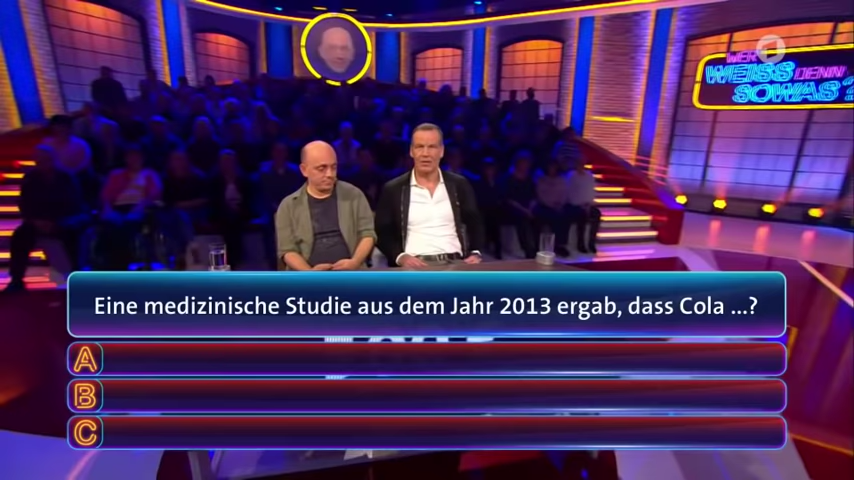 WER
WEISS DENN
SOWAS?
Eine medizinische Studie aus dem Jahr 2013 ergab, dass Cola ...?
A
B
C